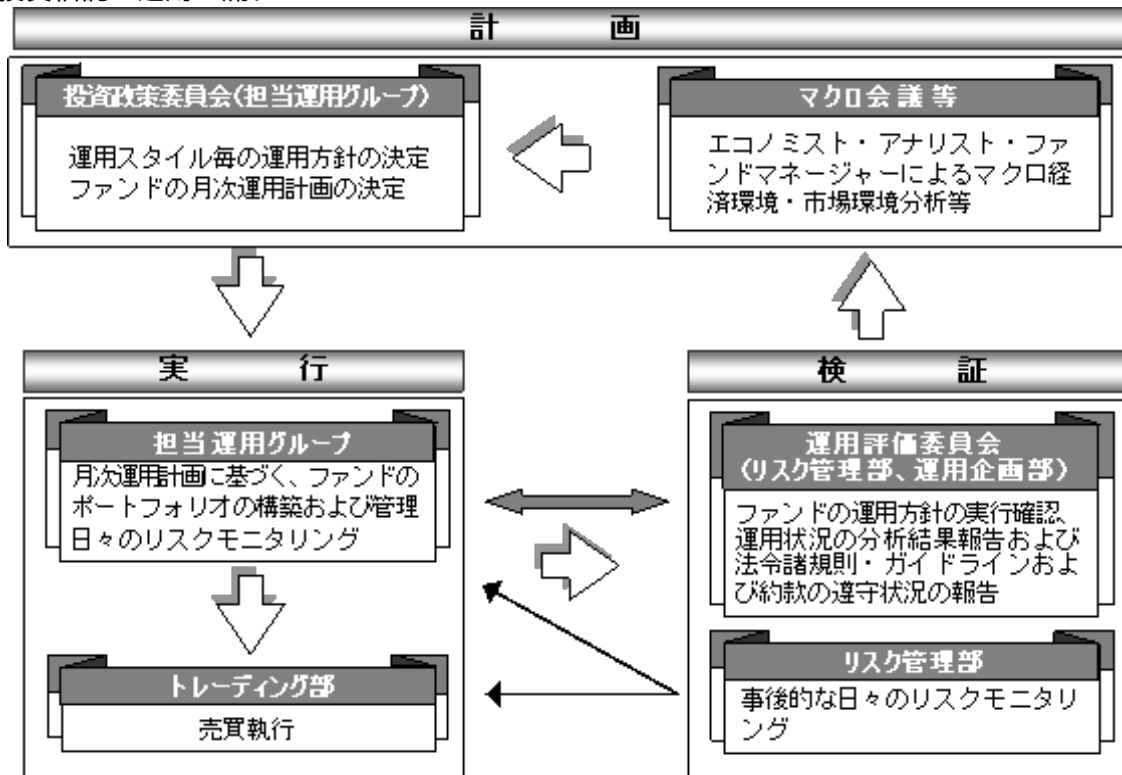 計 画
投資政策委員会(担当運用グループ)
運用スタイル毎の運用方針の決定
ファンドの月次運用計画の決定
マクロ会議等
エコノミスト・アナリスト・ファ
ンドマネージャーによるマクロ経
済環境・市場環境分析等
実 行
担当運用グループ
月次運用計画に基づく、ファンドの
ポートフォリオの構築および管理
日々のリスクモニタリング
トレーディング部
売買執行
検 証
運用評価委員会
(リスク管理部、運用企画部)
ファンドの運用方針の実行確認、
運用状況の分析結果報告および
法令諸規則・ガイドラインおよ
び約款の遵守状況の報告
リスク管理部
事後的な日々のリスクモニタリ
ング